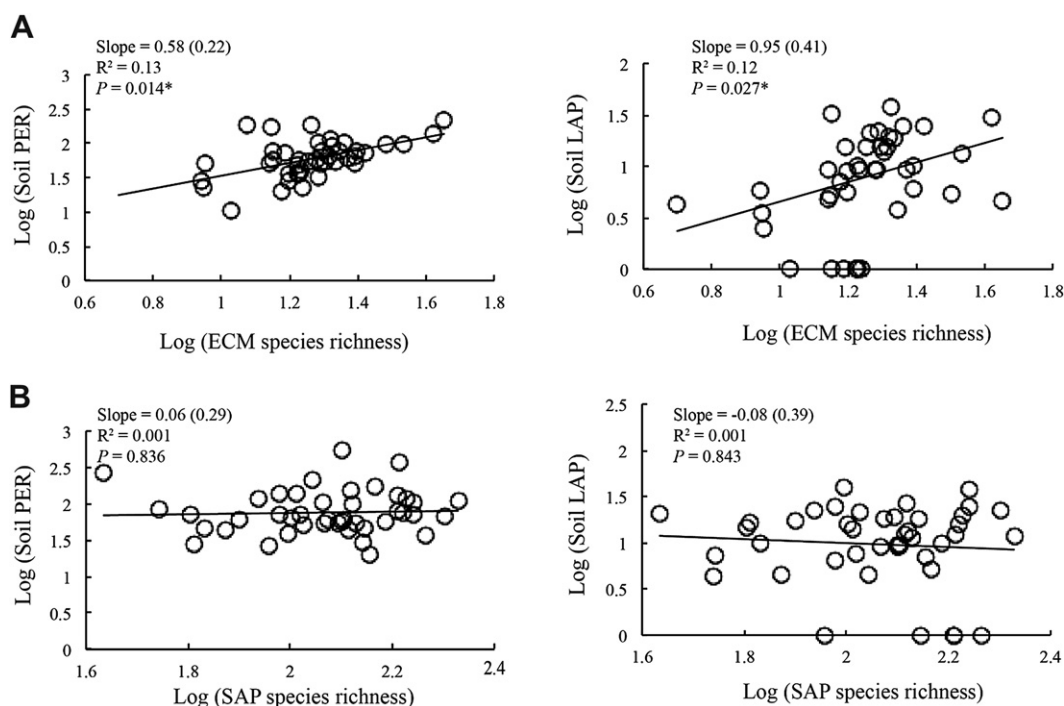 A
Slope = 0.58 (0.22)
R² = 0.13
P = 0.014*
Log (Soil PER)
3
2.5
2
1.5
1
0.5
0
0.6 0.8 1 1.2 1.4 1.6 1.8
Log (ECM species richness)
Slope = 0.95 (0.41)
R² = 0.12
P = 0.027*
Log (Soil LAP)
2
1.5
1
0.5
0
0.6 0.8 1 1.2 1.4 1.6 1.8
Log (ECM species richness)
B
Slope = 0.06 (0.29)
R² = 0.001
P = 0.836
Log (Soil PER)
3
2.5
2
1.5
1
0.5
0
1.6 1.8 2 2.2 2.4
Log (SAP species richness)
Slope = -0.08 (0.39)
R² = 0.001
P = 0.843
Log (Soil LAP)
2.5
2
1.5
1
0.5
0
1.6 1.8 2 2.2 2.4
Log (SAP species richness)